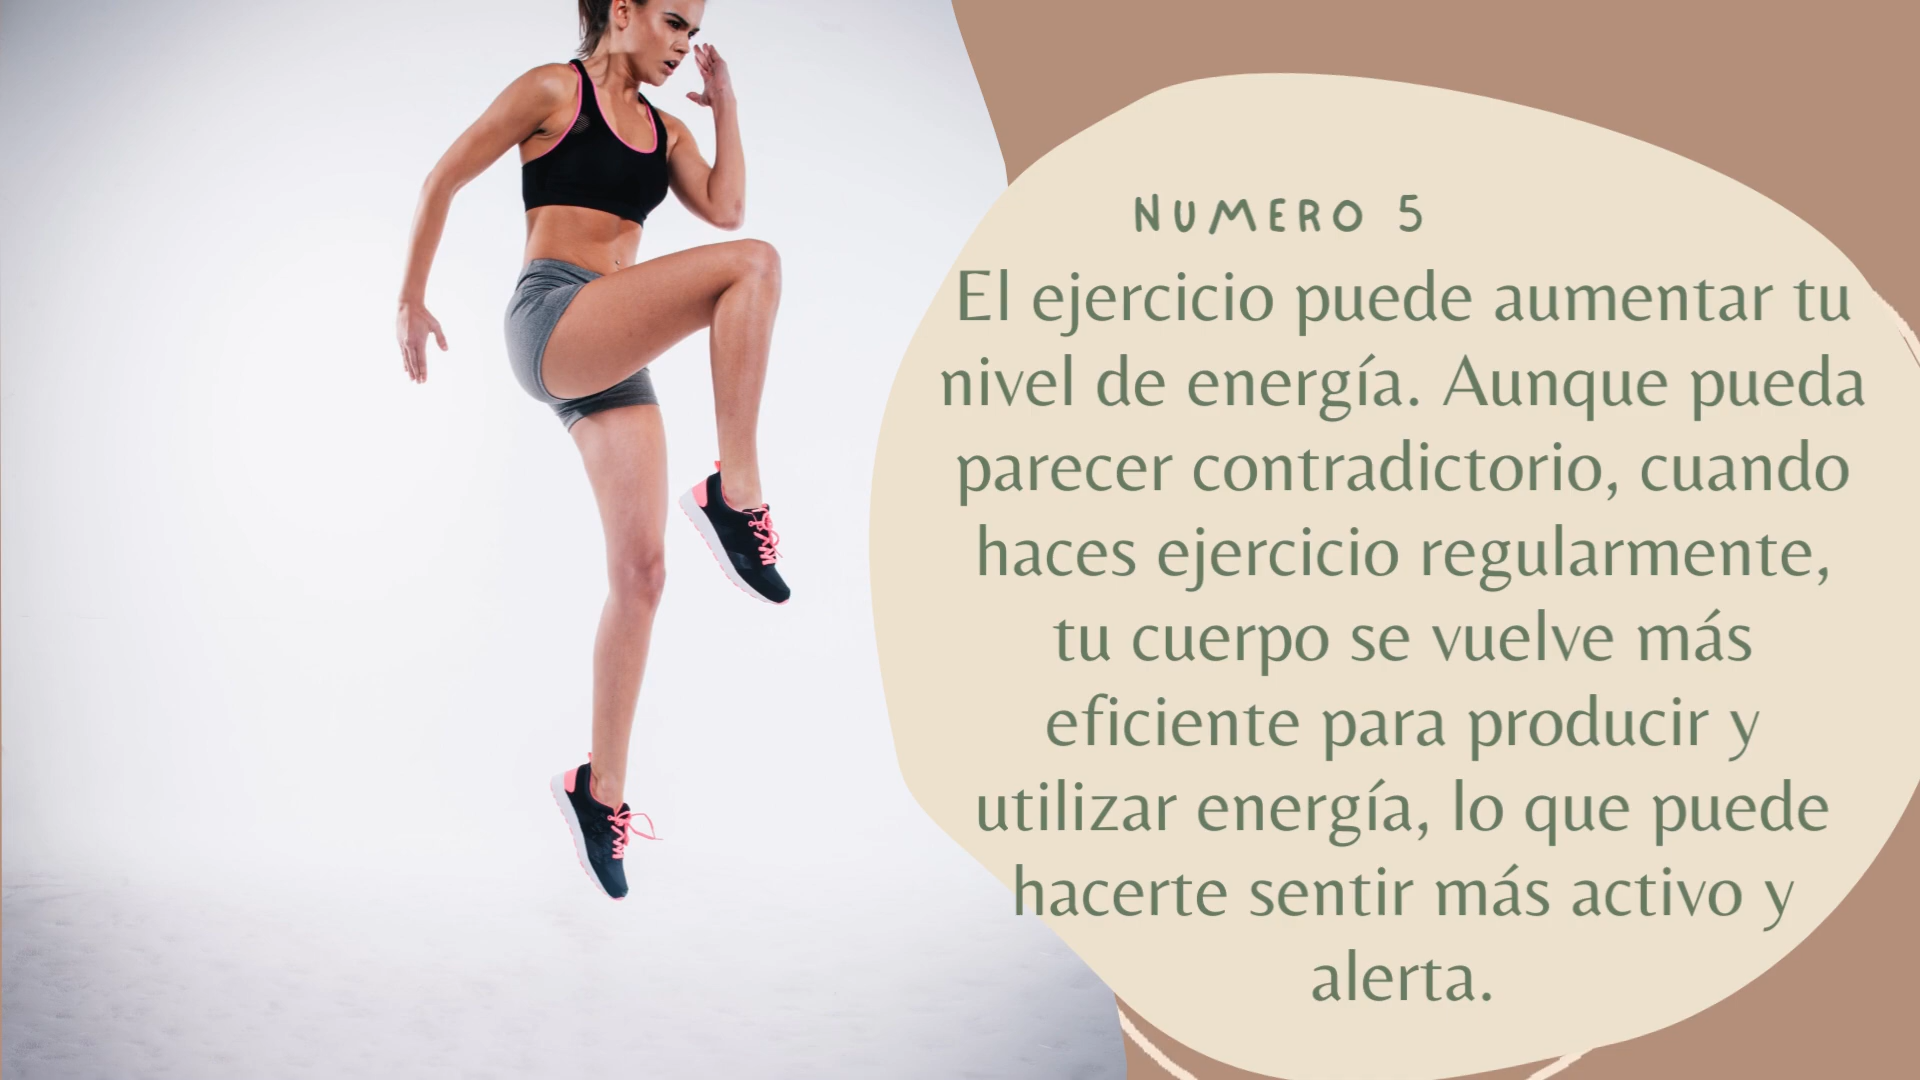 NUMERO 5
El ejercicio puede aumentar tu
nivel de energía. Aunque pueda
parecer contradictorio, cuando
haces ejercicio regularmente,
tu cuerpo se vuelve más
eficiente para producir y
utilizar energía, lo que puede
hacerte sentir más activo y
alerta.